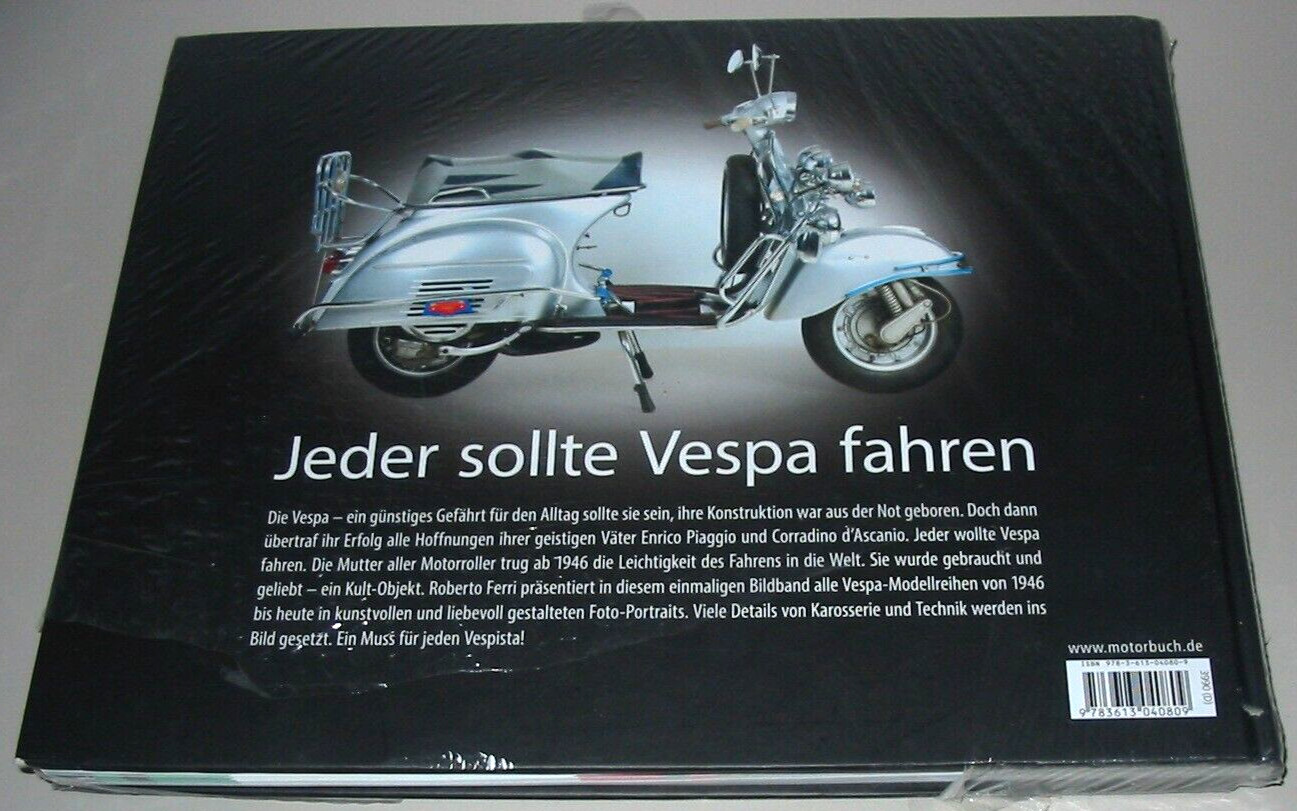 Jeder sollte Vespa fahren
Die Vespa – ein günstiges Gefährt für den Alltag sollte sie sein, ihre Konstruktion war aus der Not geboren. Doch dann
übertraf ihr Erfolg alle Hoffnungen ihrer geistigen Väter Enrico Piaggio und Corradino d'Ascanio. Jeder wollte Vespa
fahren. Die Mutter aller Motorroller trug ab 1946 die Leichtigkeit des Fahrens in die Welt. Sie wurde gebraucht und
geliebt – ein Kult-Objekt. Roberto Ferri präsentiert in diesem einmaligen Bildband alle Vespa-Modellreihen von 1946
bis heute in kunstvollen und liebevoll gestalteten Foto-Portraits. Viele Details von Karosserie und Technik werden ins
Bild gesetzt. Ein Muss für jeden Vespista!
www.motorbuch.de
ISBN 978-3-613-04080-9
9 783613 040809
3990 (D)